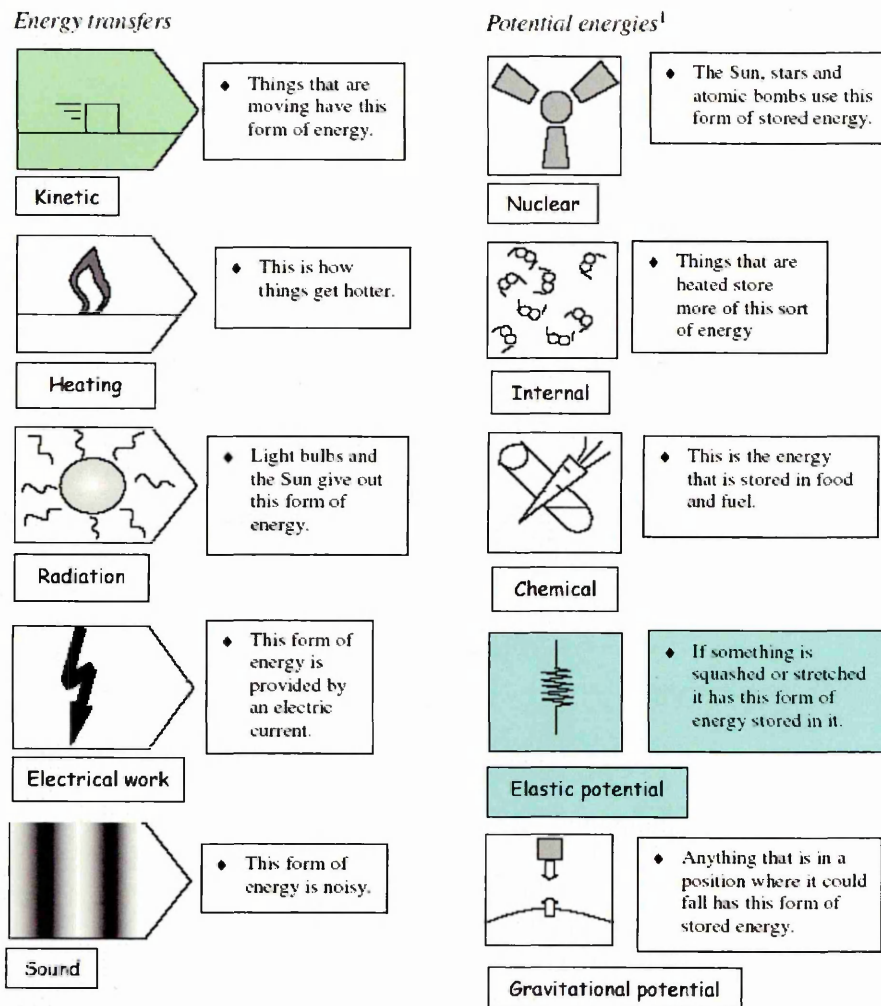 Energy transfers
♦ Things that are
moving have this
form of energy.
Kinetic
♦ This is how
things get hotter.
Heating
♦ Light bulbs and
the Sun give out
this form of
energy.
Radiation
♦ This form of
energy is
provided by
an electric
current.
Electrical work
♦ This form of
energy is noisy.
Sound
Potential energies¹
♦ The Sun, stars and
atomic bombs use this
form of stored energy.
Nuclear
♦ Things that are
heated store
more of this sort
of energy
Internal
♦ This is the energy
that is stored in food
and fuel.
Chemical
♦ If something is
squashed or stretched
it has this form of
energy stored in it.
Elastic potential
♦ Anything that is in a
position where it could
fall has this form of
stored energy.
Gravitational potential